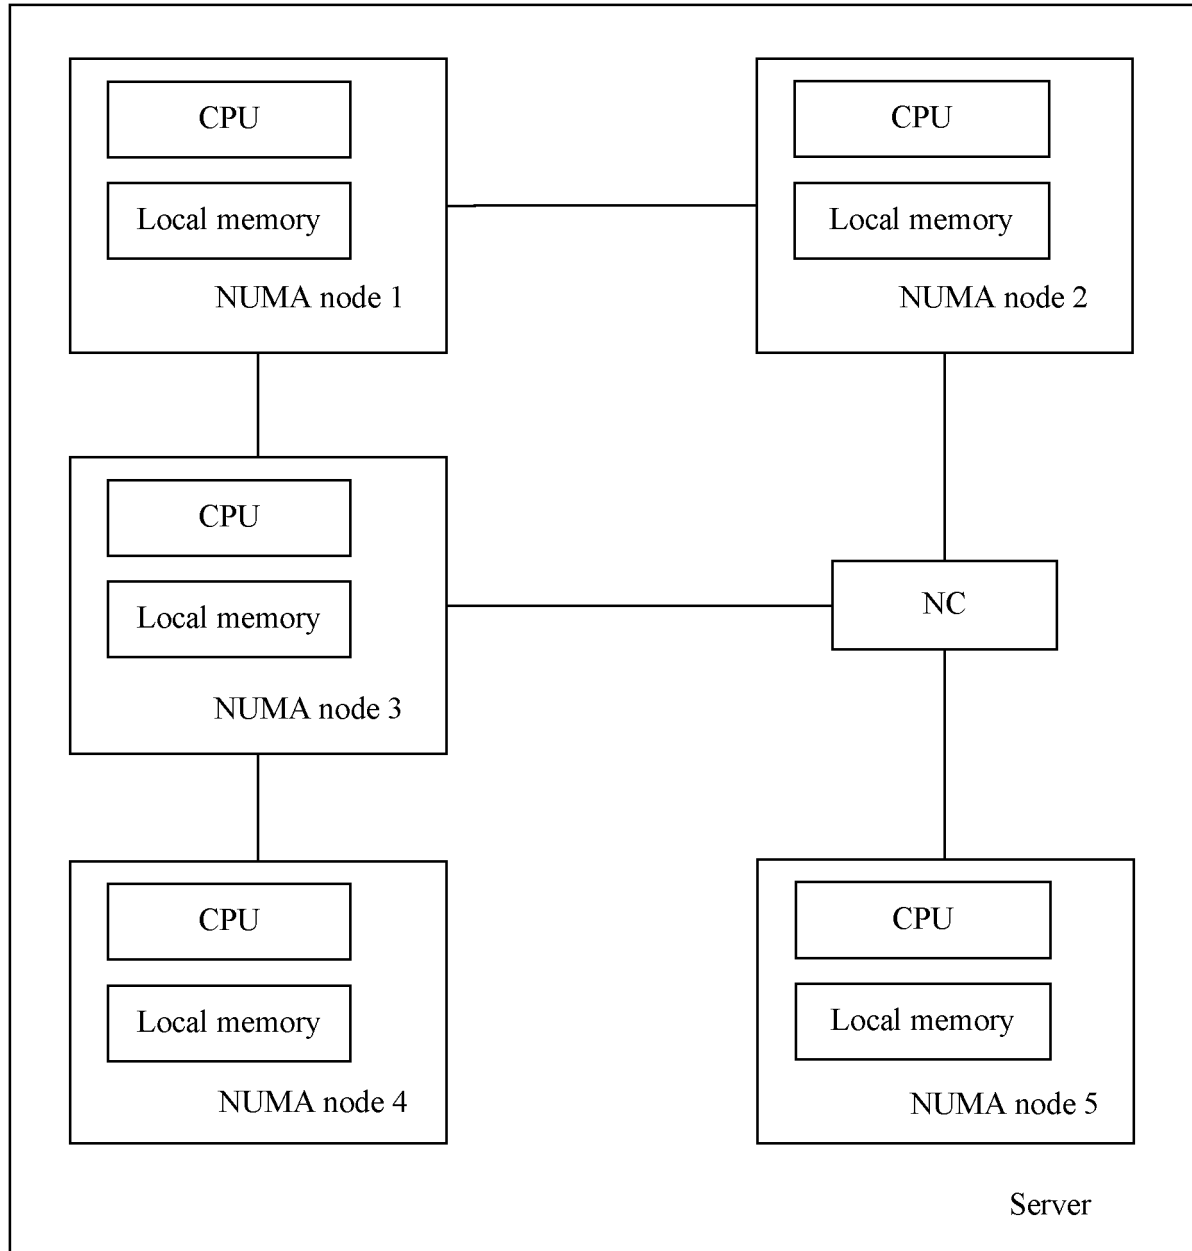 CPU
Local memory
NUMA node 1
CPU
Local memory
NUMA node 2
CPU
Local memory
NUMA node 3
NC
CPU
Local memory
NUMA node 4
CPU
Local memory
NUMA node 5
Server